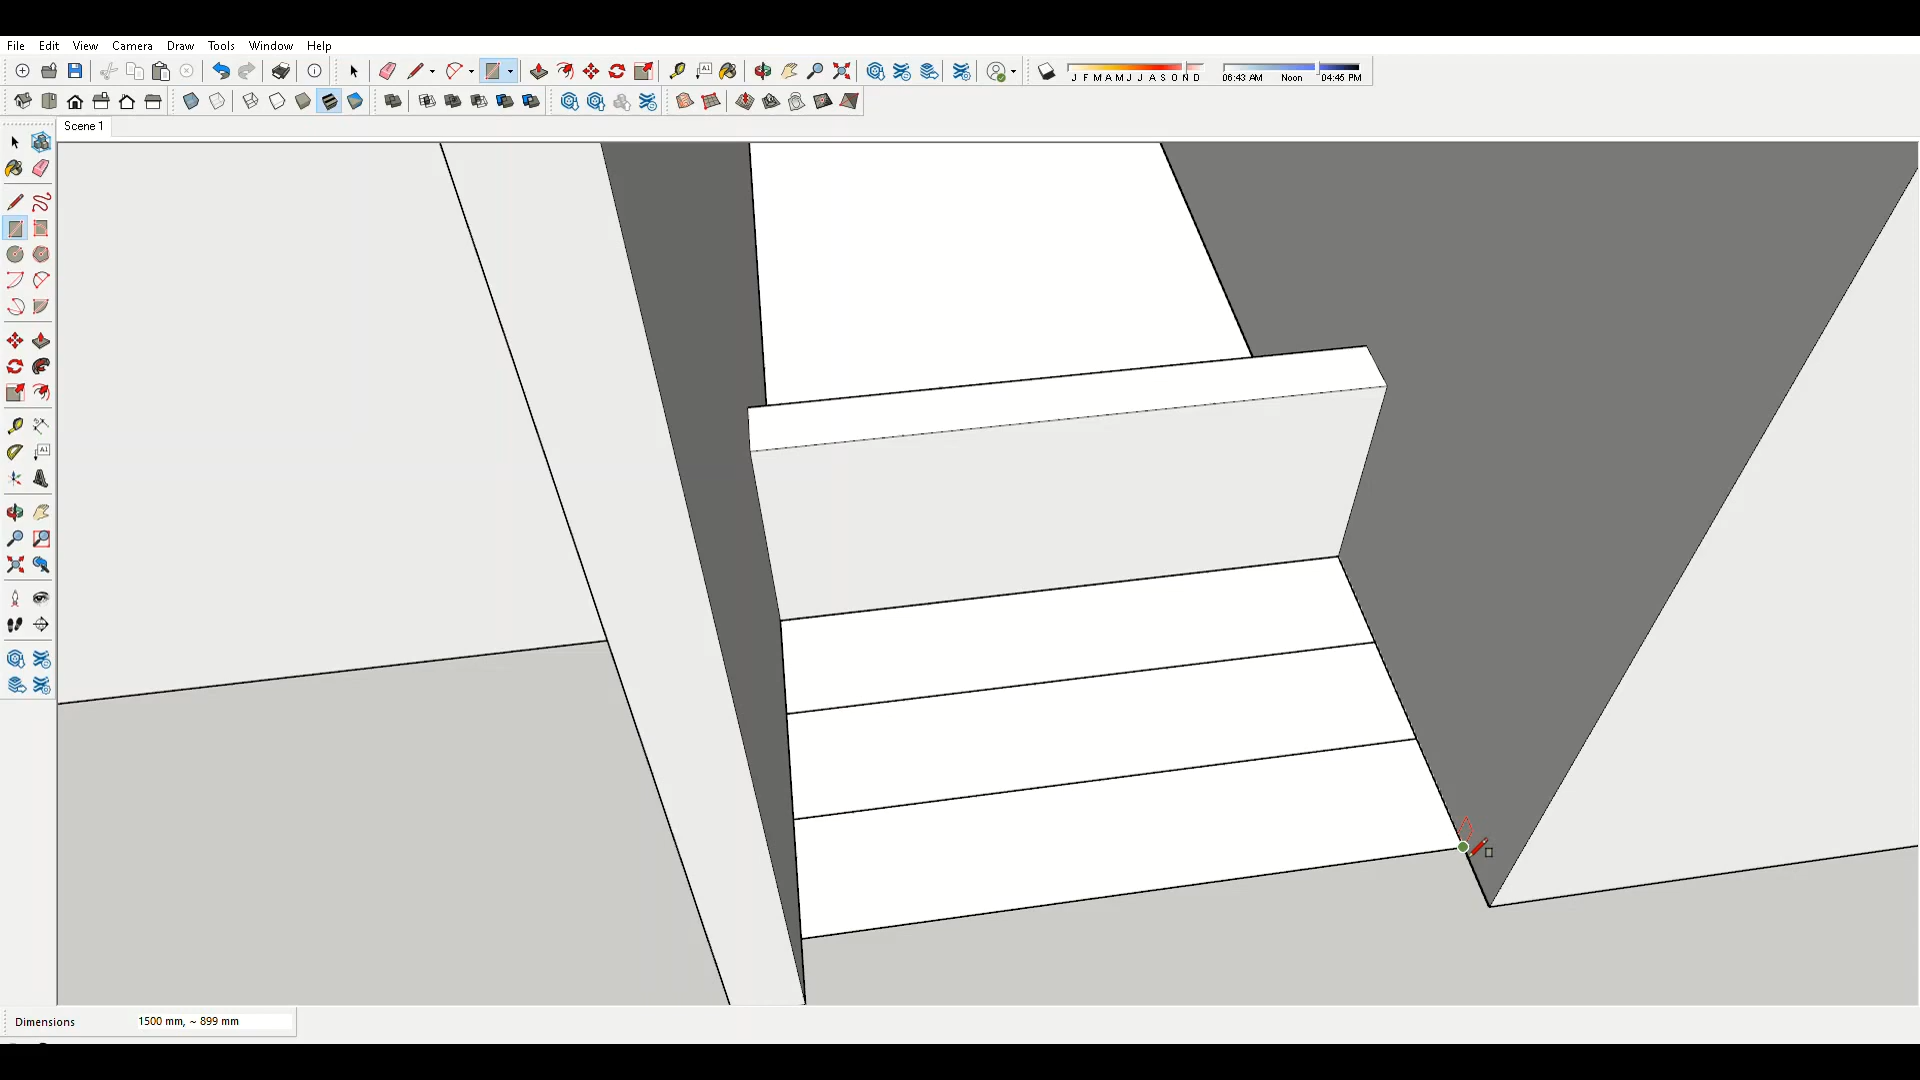 File Edit View Camera Draw Tools Window Help
J F M A M J J A S O N D 06:43 AM Noon 04:45 PM
Scene 1
Dimensions 1500 mm, ~ 899 mm